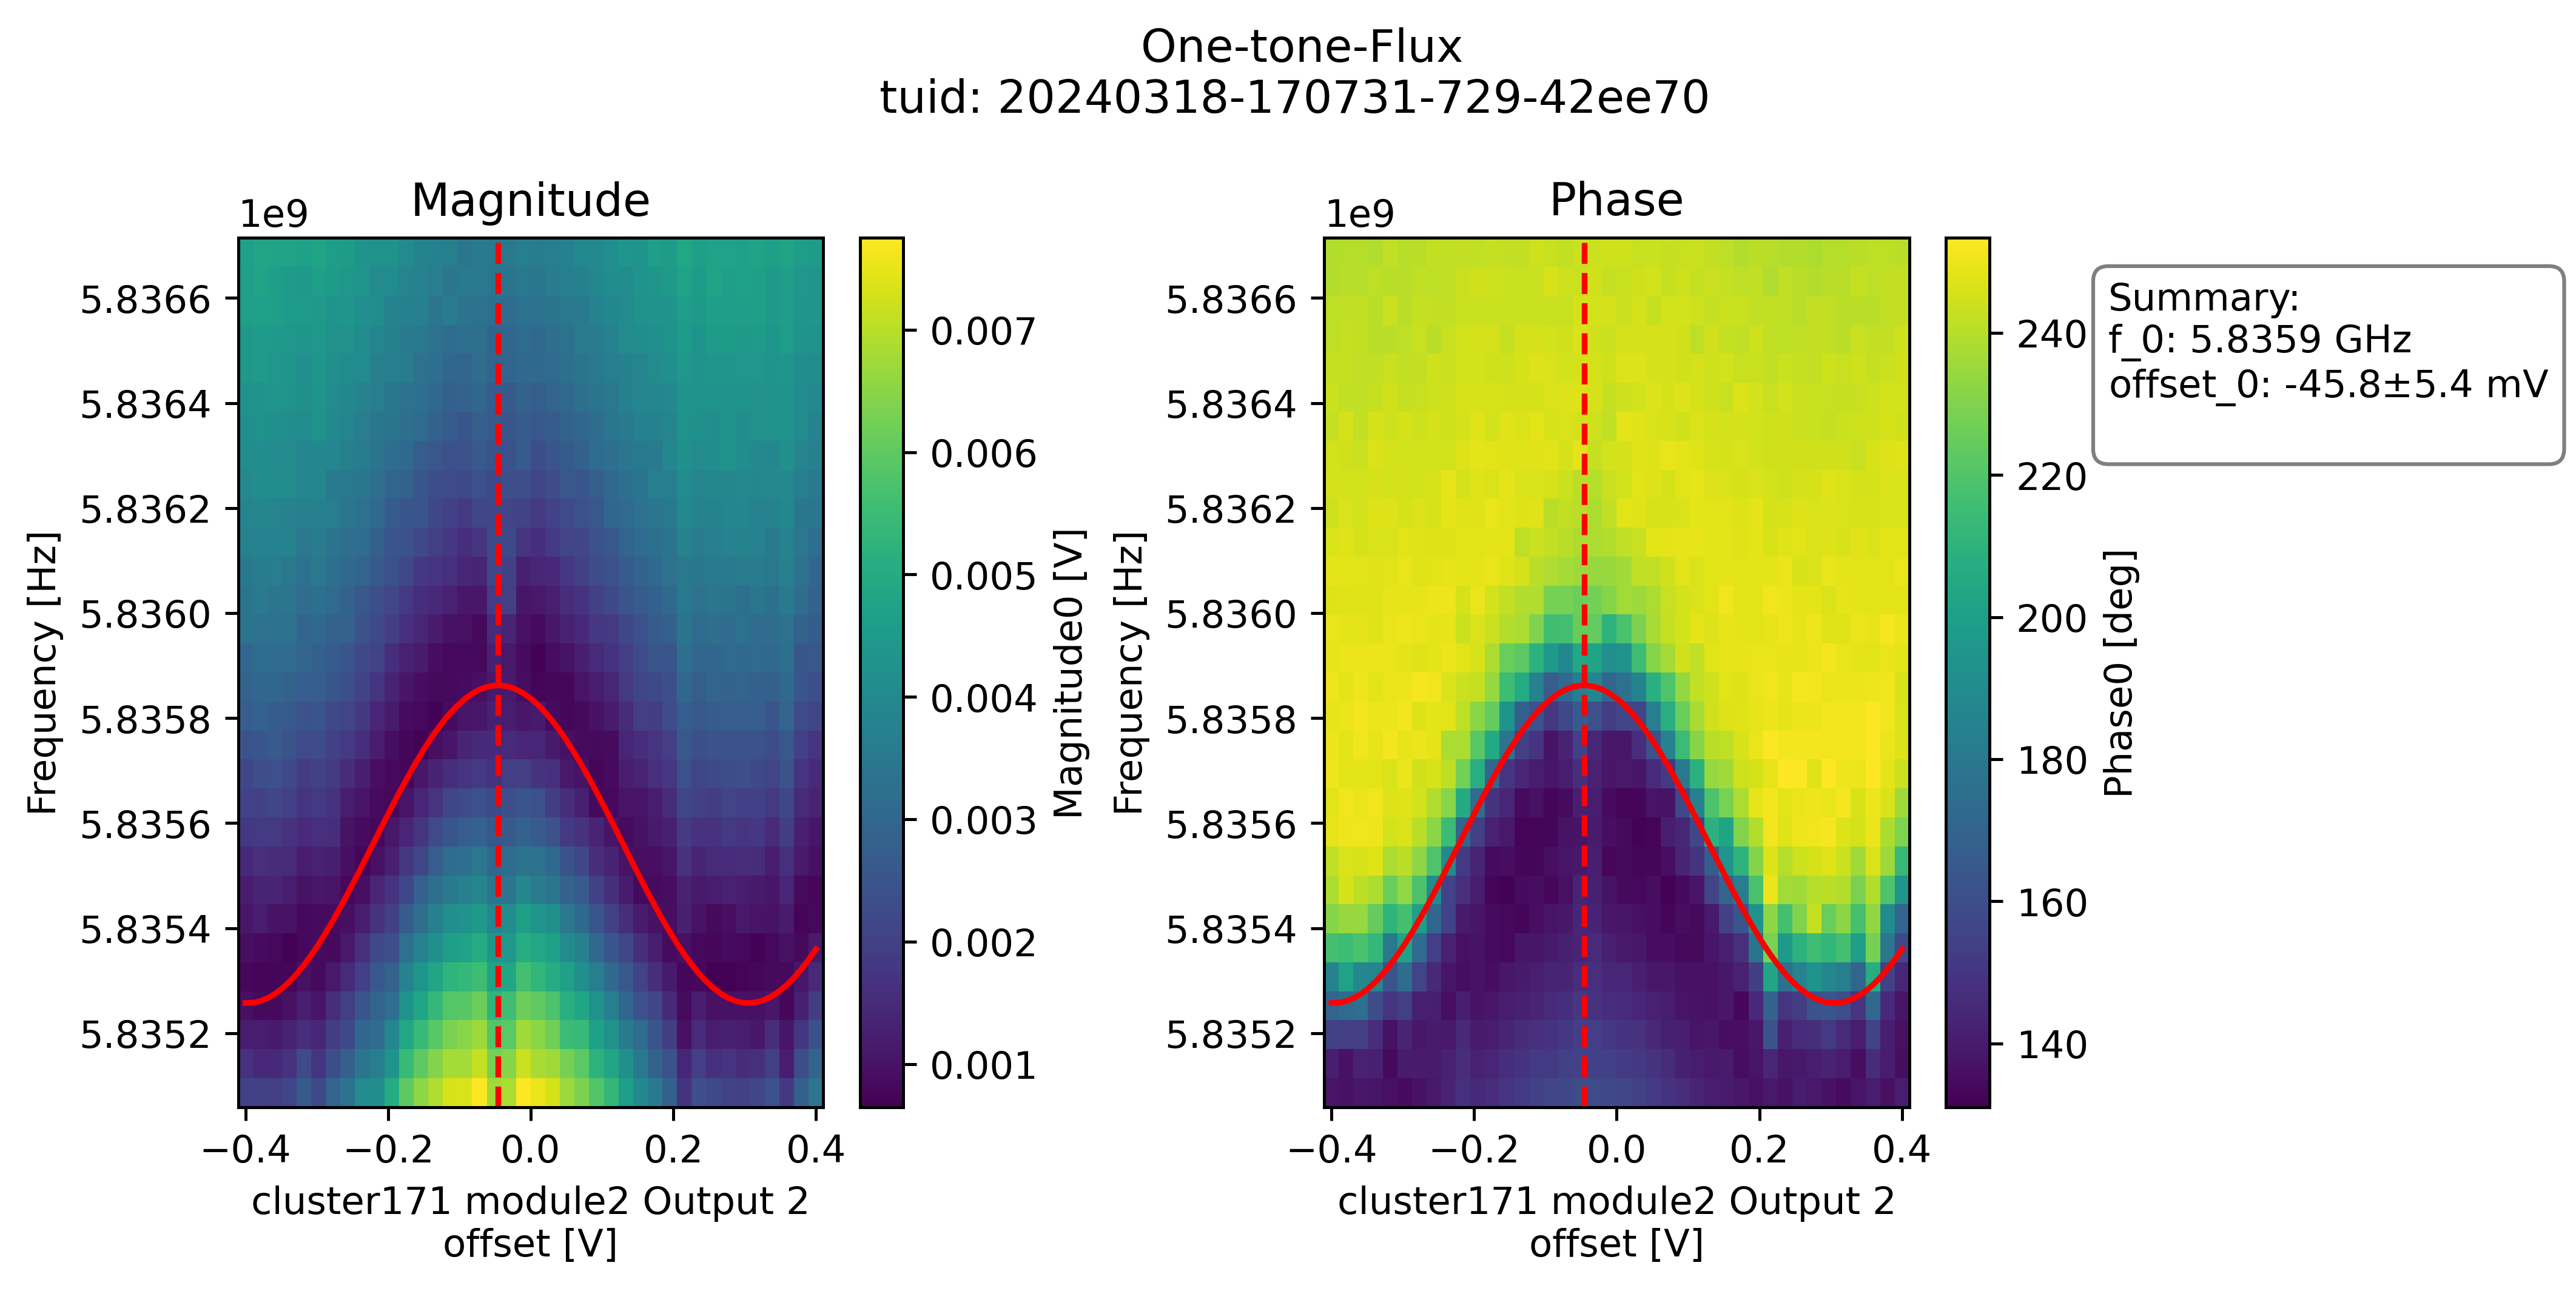 One-tone-Flux
tuid: 20240318-170731-729-42ee70
Magnitude
1e9
5.8366
5.8364
5.8362
5.8360
5.8358
5.8356
5.8354
5.8352
Frequency [Hz]
−0.4 −0.2 0.0 0.2 0.4
cluster171 module2 Output 2
offset [V]
0.007
0.006
0.005
0.004
0.003
0.002
0.001
Magnitude0 [V]
Phase
1e9
5.8366
5.8364
5.8362
5.8360
5.8358
5.8356
5.8354
5.8352
Frequency [Hz]
−0.4 −0.2 0.0 0.2 0.4
cluster171 module2 Output 2
offset [V]
240
220
200
180
160
140
Phase0 [deg]
Summary:
f_0: 5.8359 GHz
offset_0: -45.8±5.4 mV